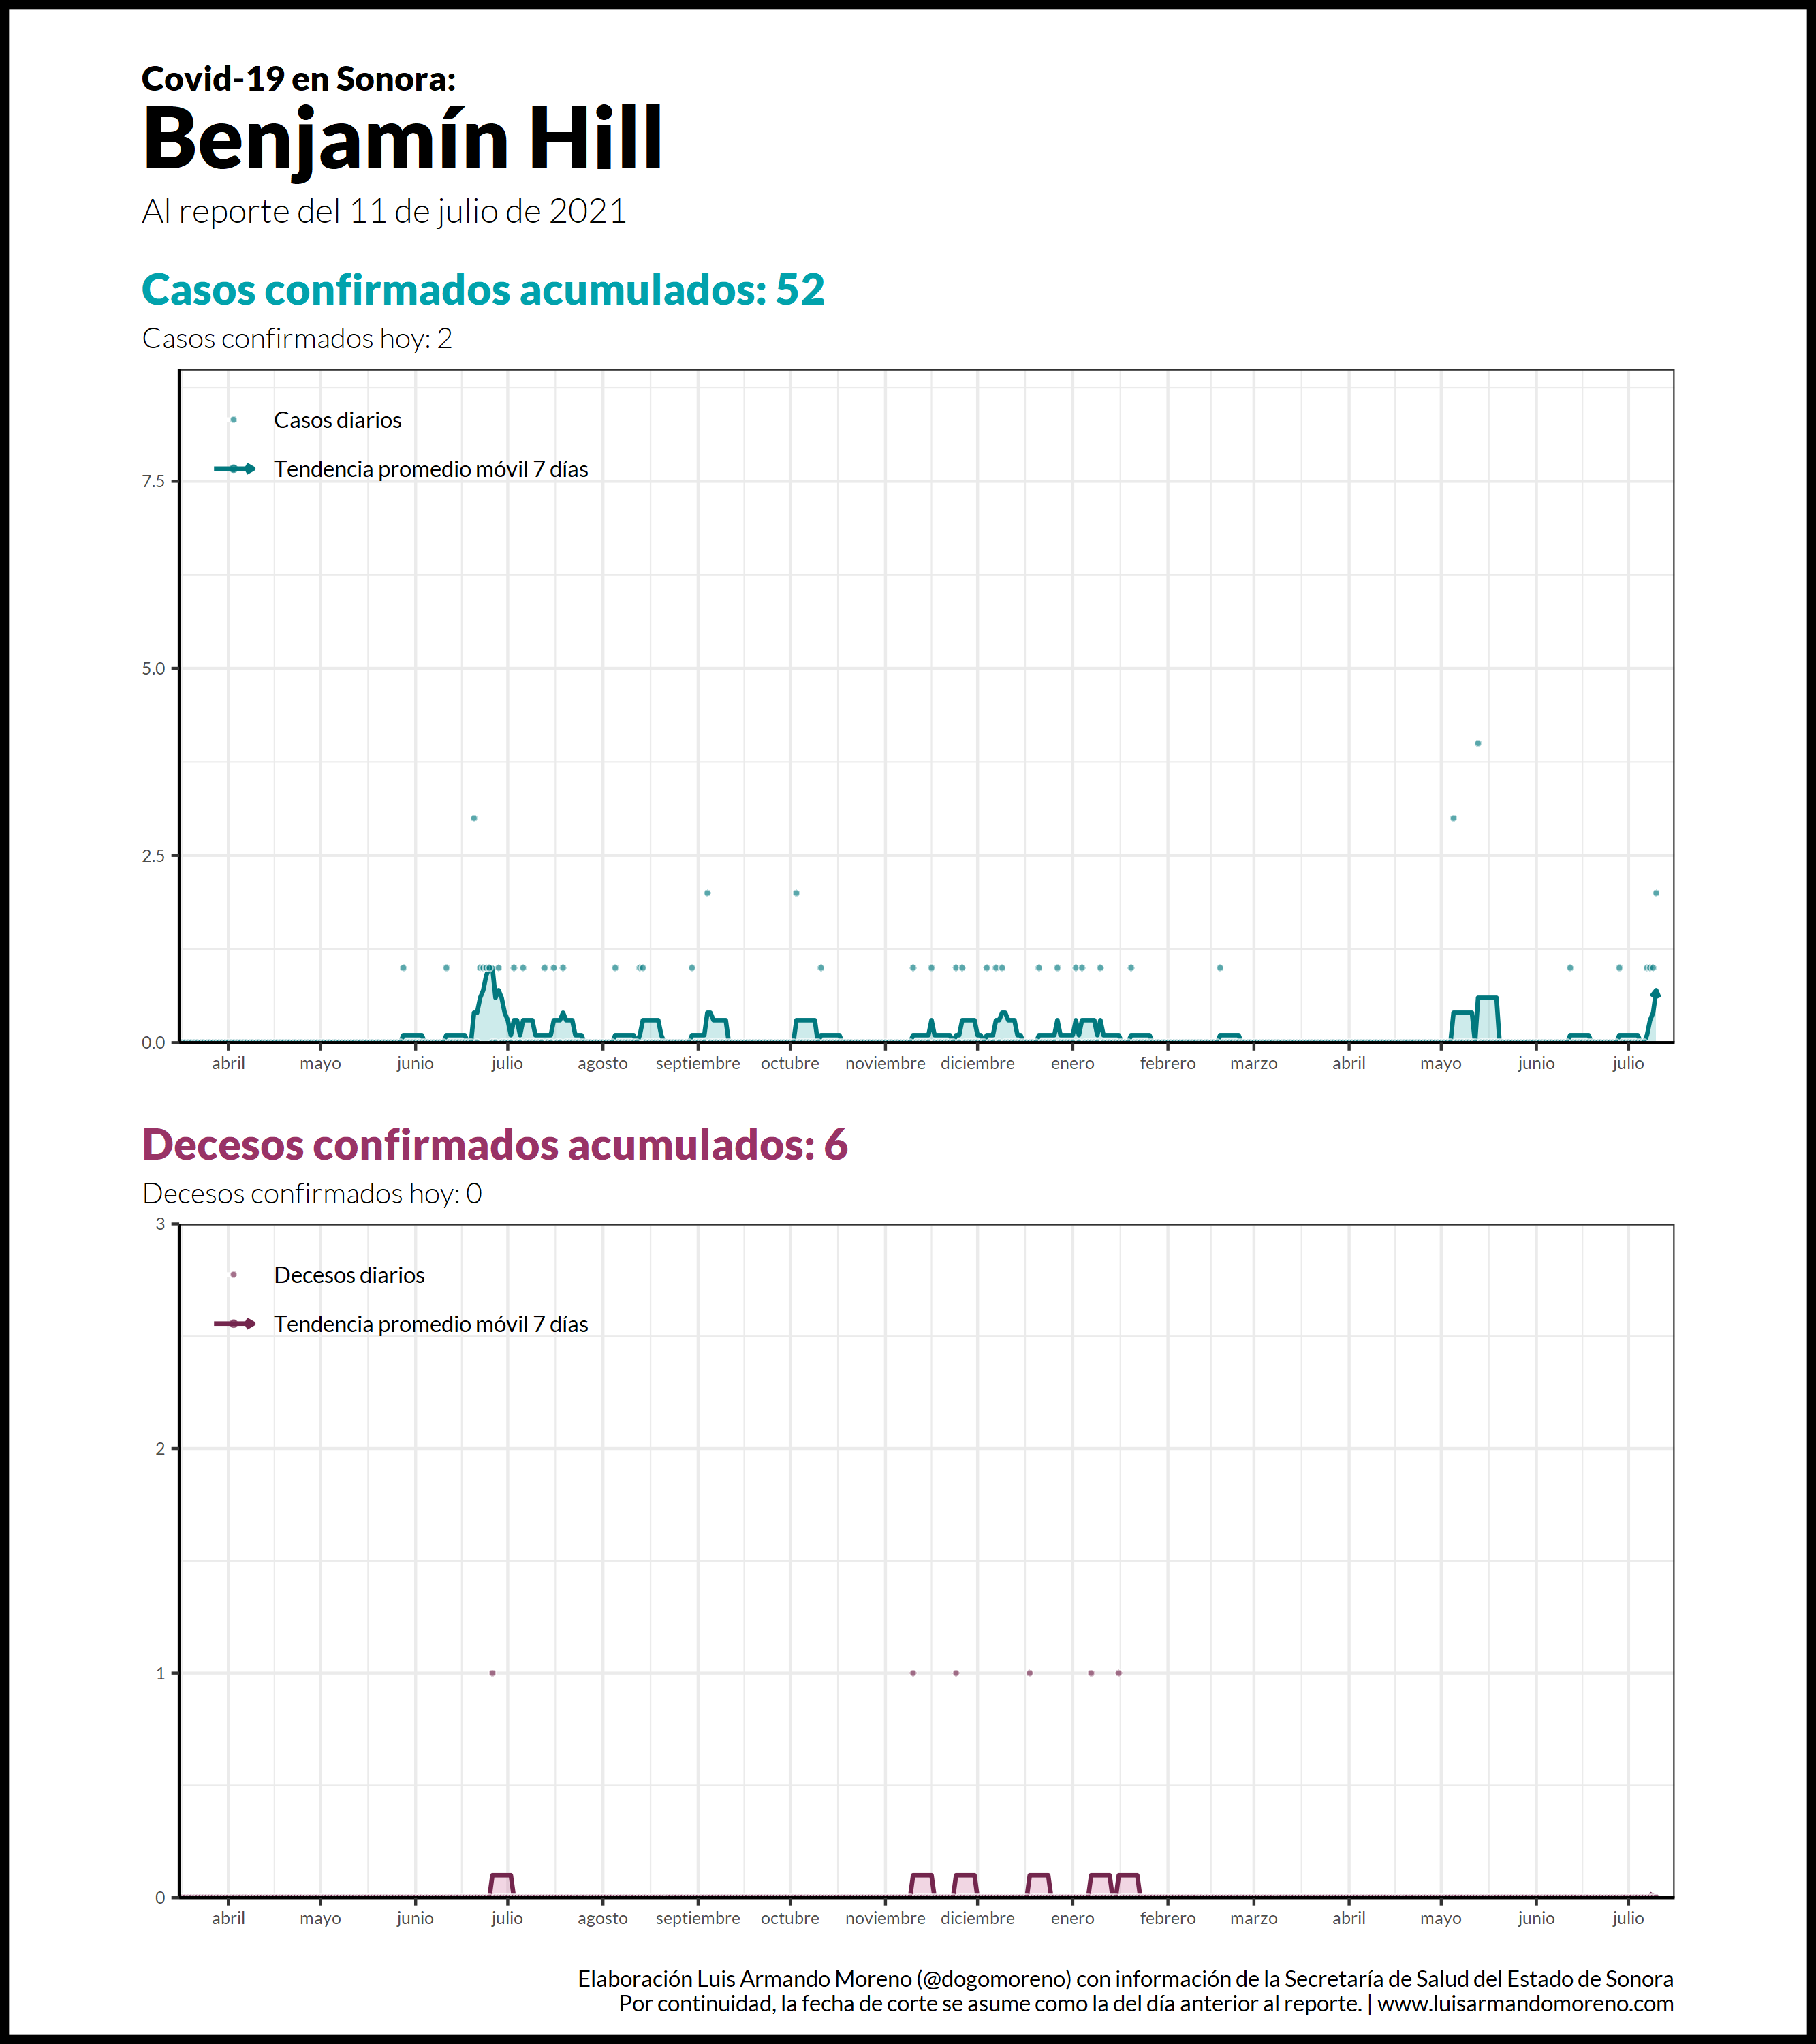 Covid-19 en Sonora:
Benjamín Hill
Al reporte del 11 de julio de 2021
Casos confirmados acumulados: 52
Casos confirmados hoy: 2
Casos diarios
Tendencia promedio móvil 7 días
7.5
5.0
2.5
0.0
abril mayo junio julio agosto septiembre octubre noviembre diciembre enero febrero marzo abril mayo junio julio
Decesos confirmados acumulados: 6
Decesos confirmados hoy: 0
3
Decesos diarios
Tendencia promedio móvil 7 días
2
1
0
abril mayo junio julio agosto septiembre octubre noviembre diciembre enero febrero marzo abril mayo junio julio
Elaboración Luis Armando Moreno (@dogomoreno) con información de la Secretaría de Salud del Estado de Sonora
Por continuidad, la fecha de corte se asume como la del día anterior al reporte. | www.luisarmandomoreno.com